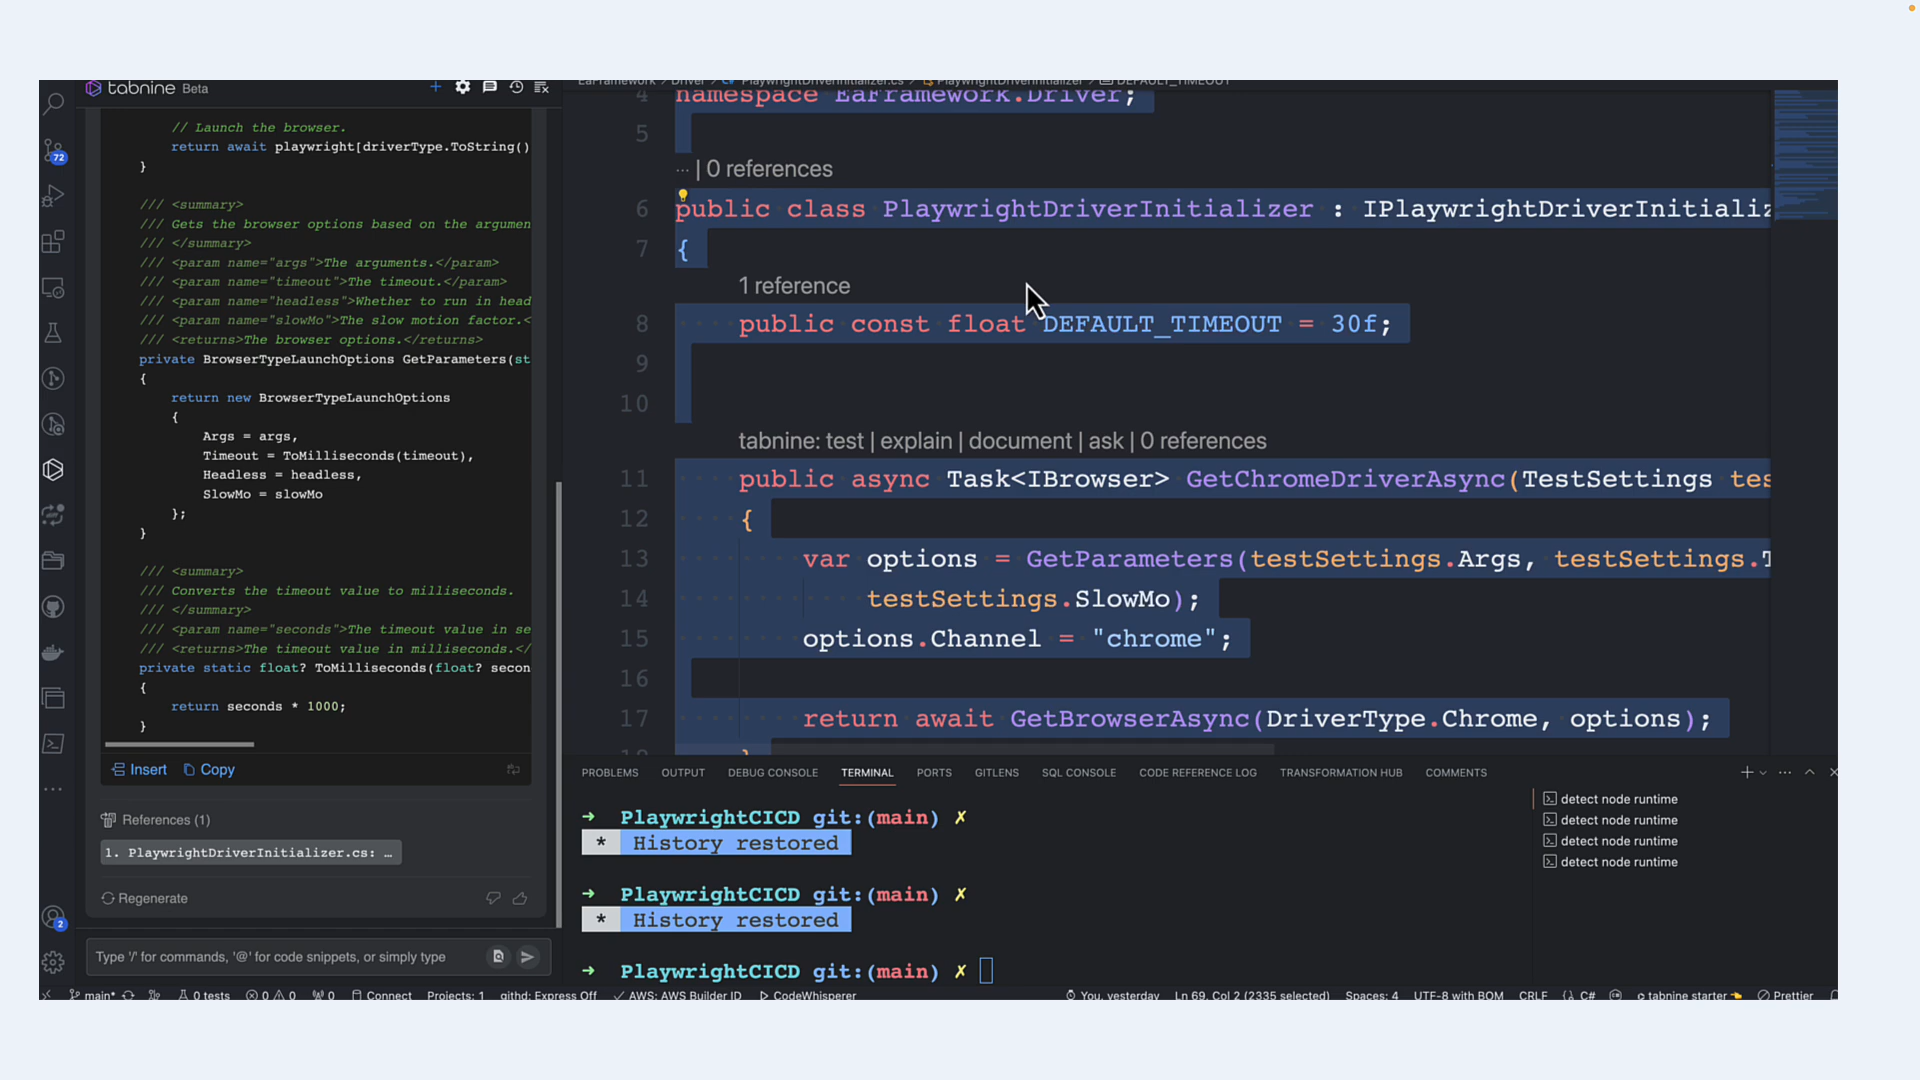 tabnine Beta
// Launch the browser.
return await playwright[driverType.ToString()
}
/// <summary>
/// Gets the browser options based on the argumen
/// </summary>
/// <param name="args">The arguments.</param>
/// <param name="timeout">The timeout.</param>
/// <param name="headless">Whether to run in head
/// <param name="slowMo">The slow motion factor.<
/// <returns>The browser options.</returns>
private BrowserTypeLaunchOptions GetParameters(st
{
return new BrowserTypeLaunchOptions
{
Args = args,
Timeout = ToMilliseconds(timeout),
Headless = headless,
SlowMo = slowMo
};
}
/// <summary>
/// Converts the timeout value to milliseconds.
/// </summary>
/// <param name="seconds">The timeout value in se
/// <returns>The timeout value in milliseconds.</
private static float? ToMilliseconds(float? secon
{
return seconds * 1000;
}
Insert Copy
References (1)
1. PlaywrightDriverInitializer.cs: …
Regenerate
Type '/' for commands, '@' for code snippets, or simply type
72
2
EaFramework > Driver > PlaywrightDriverInitializer.cs > PlaywrightDriverInitializer > DEFAULT_TIMEOUT
4 namespace EaFramework.Driver;
5
… | 0 references
6 public class PlaywrightDriverInitializer : IPlaywrightDriverInitializ
7 {
1 reference
8 public const float DEFAULT_TIMEOUT = 30f;
9
10
tabnine: test | explain | document | ask | 0 references
11 public async Task<IBrowser> GetChromeDriverAsync(TestSettings tes
12 {
13 var options = GetParameters(testSettings.Args, testSettings.T
14 testSettings.SlowMo);
15 options.Channel = "chrome";
16
17 return await GetBrowserAsync(DriverType.Chrome, options);
18 }
PROBLEMS OUTPUT DEBUG CONSOLE TERMINAL PORTS GITLENS SQL CONSOLE CODE REFERENCE LOG TRANSFORMATION HUB COMMENTS
→ PlaywrightCICD git:(main) ✗
* History restored
→ PlaywrightCICD git:(main) ✗
* History restored
→ PlaywrightCICD git:(main) ✗
detect node runtime
detect node runtime
detect node runtime
detect node runtime
main* 0 tests 0 0 0 Connect Projects: 1 githd: Express Off ✓ AWS: AWS Builder ID CodeWhisperer You, yesterday Ln 69, Col 2 (2335 selected) Spaces: 4 UTF-8 with BOM CRLF C# tabnine starter Prettier